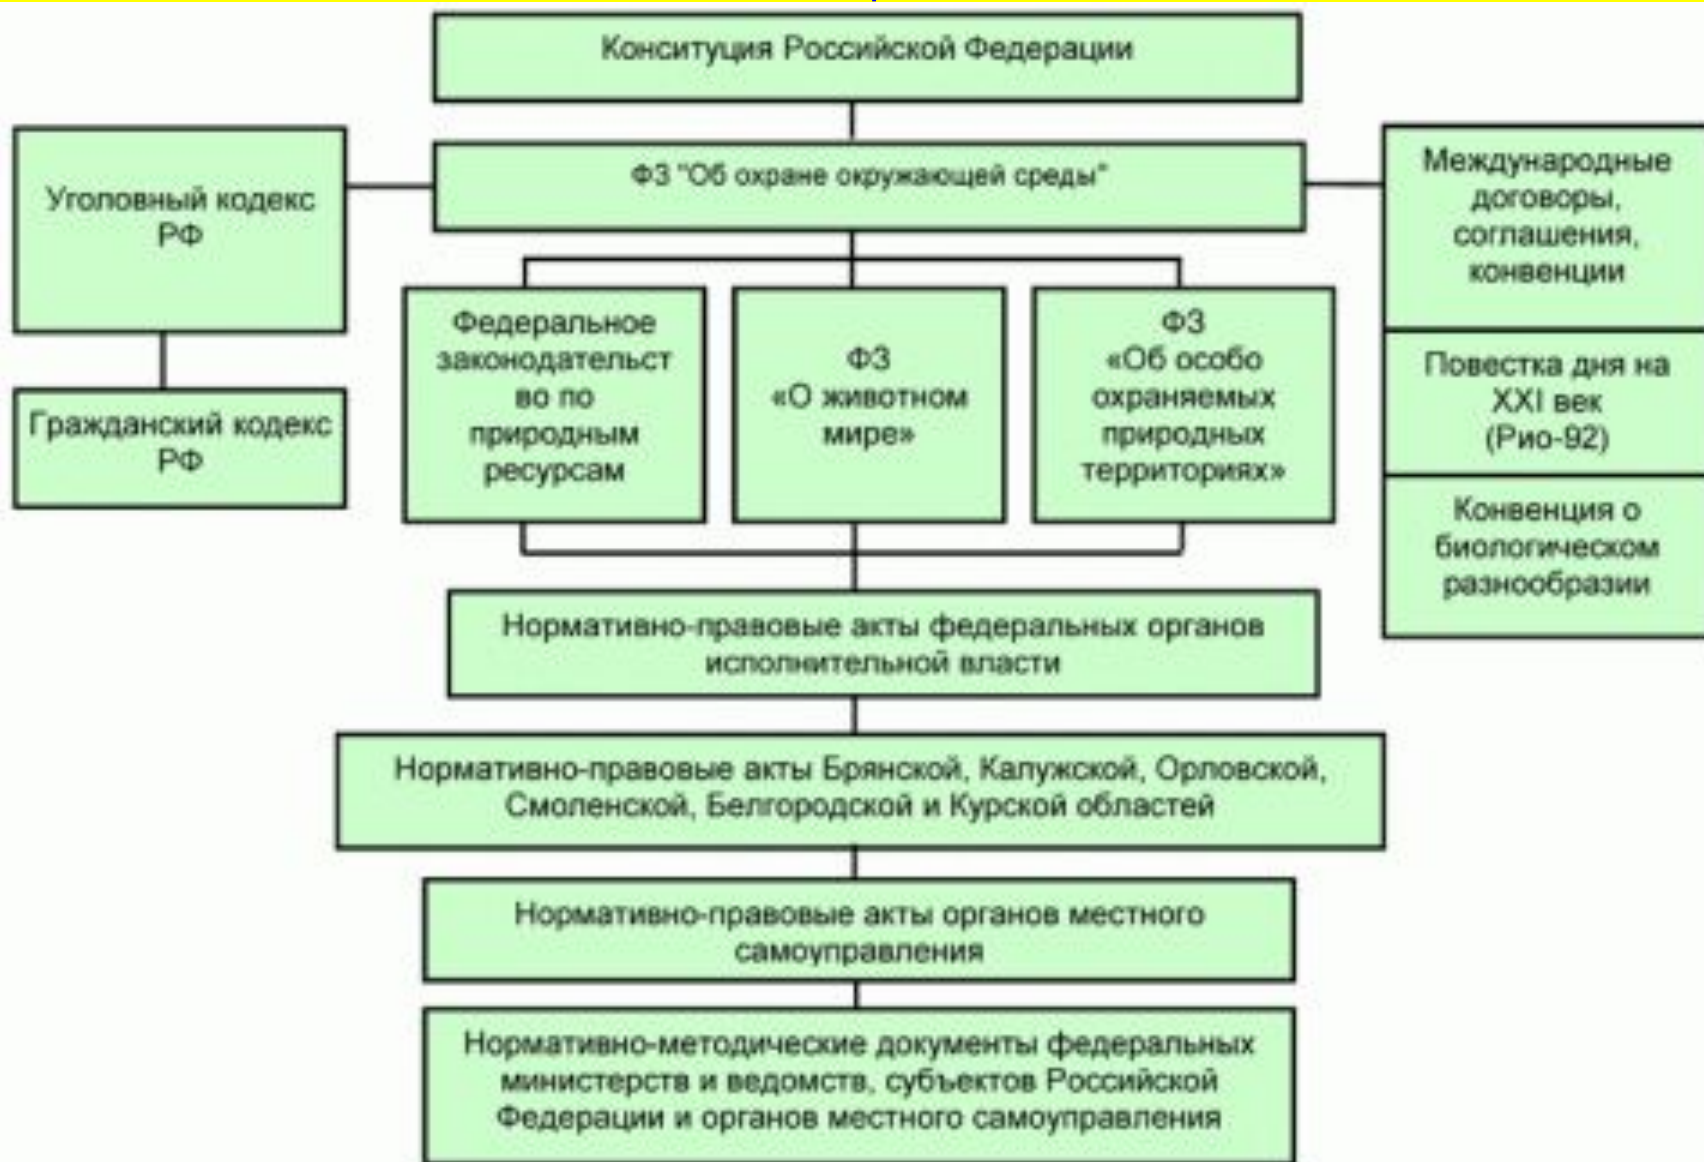 Конситуция Российской Федерации
ФЗ "Об охране окружающей среды"
Уголовный кодекс
РФ
Гражданский кодекс
РФ
Международные
договоры,
соглашения,
конвенции
Повестка дня на
XXI век
(Рио-92)
Конвенция о
биологическом
разнообразии
Федеральное
законодательст
во по
природным
ресурсам
ФЗ
«О животном
мире»
ФЗ
«Об особо
охраняемых
природных
территориях»
Нормативно-правовые акты федеральных органов
исполнительной власти
Нормативно-правовые акты Брянской, Калужской, Орловской,
Смоленской, Белгородской и Курской областей
Нормативно-правовые акты органов местного
самоуправления
Нормативно-методические документы федеральных
министерств и ведомств, субъектов Российской
Федерации и органов местного самоуправления